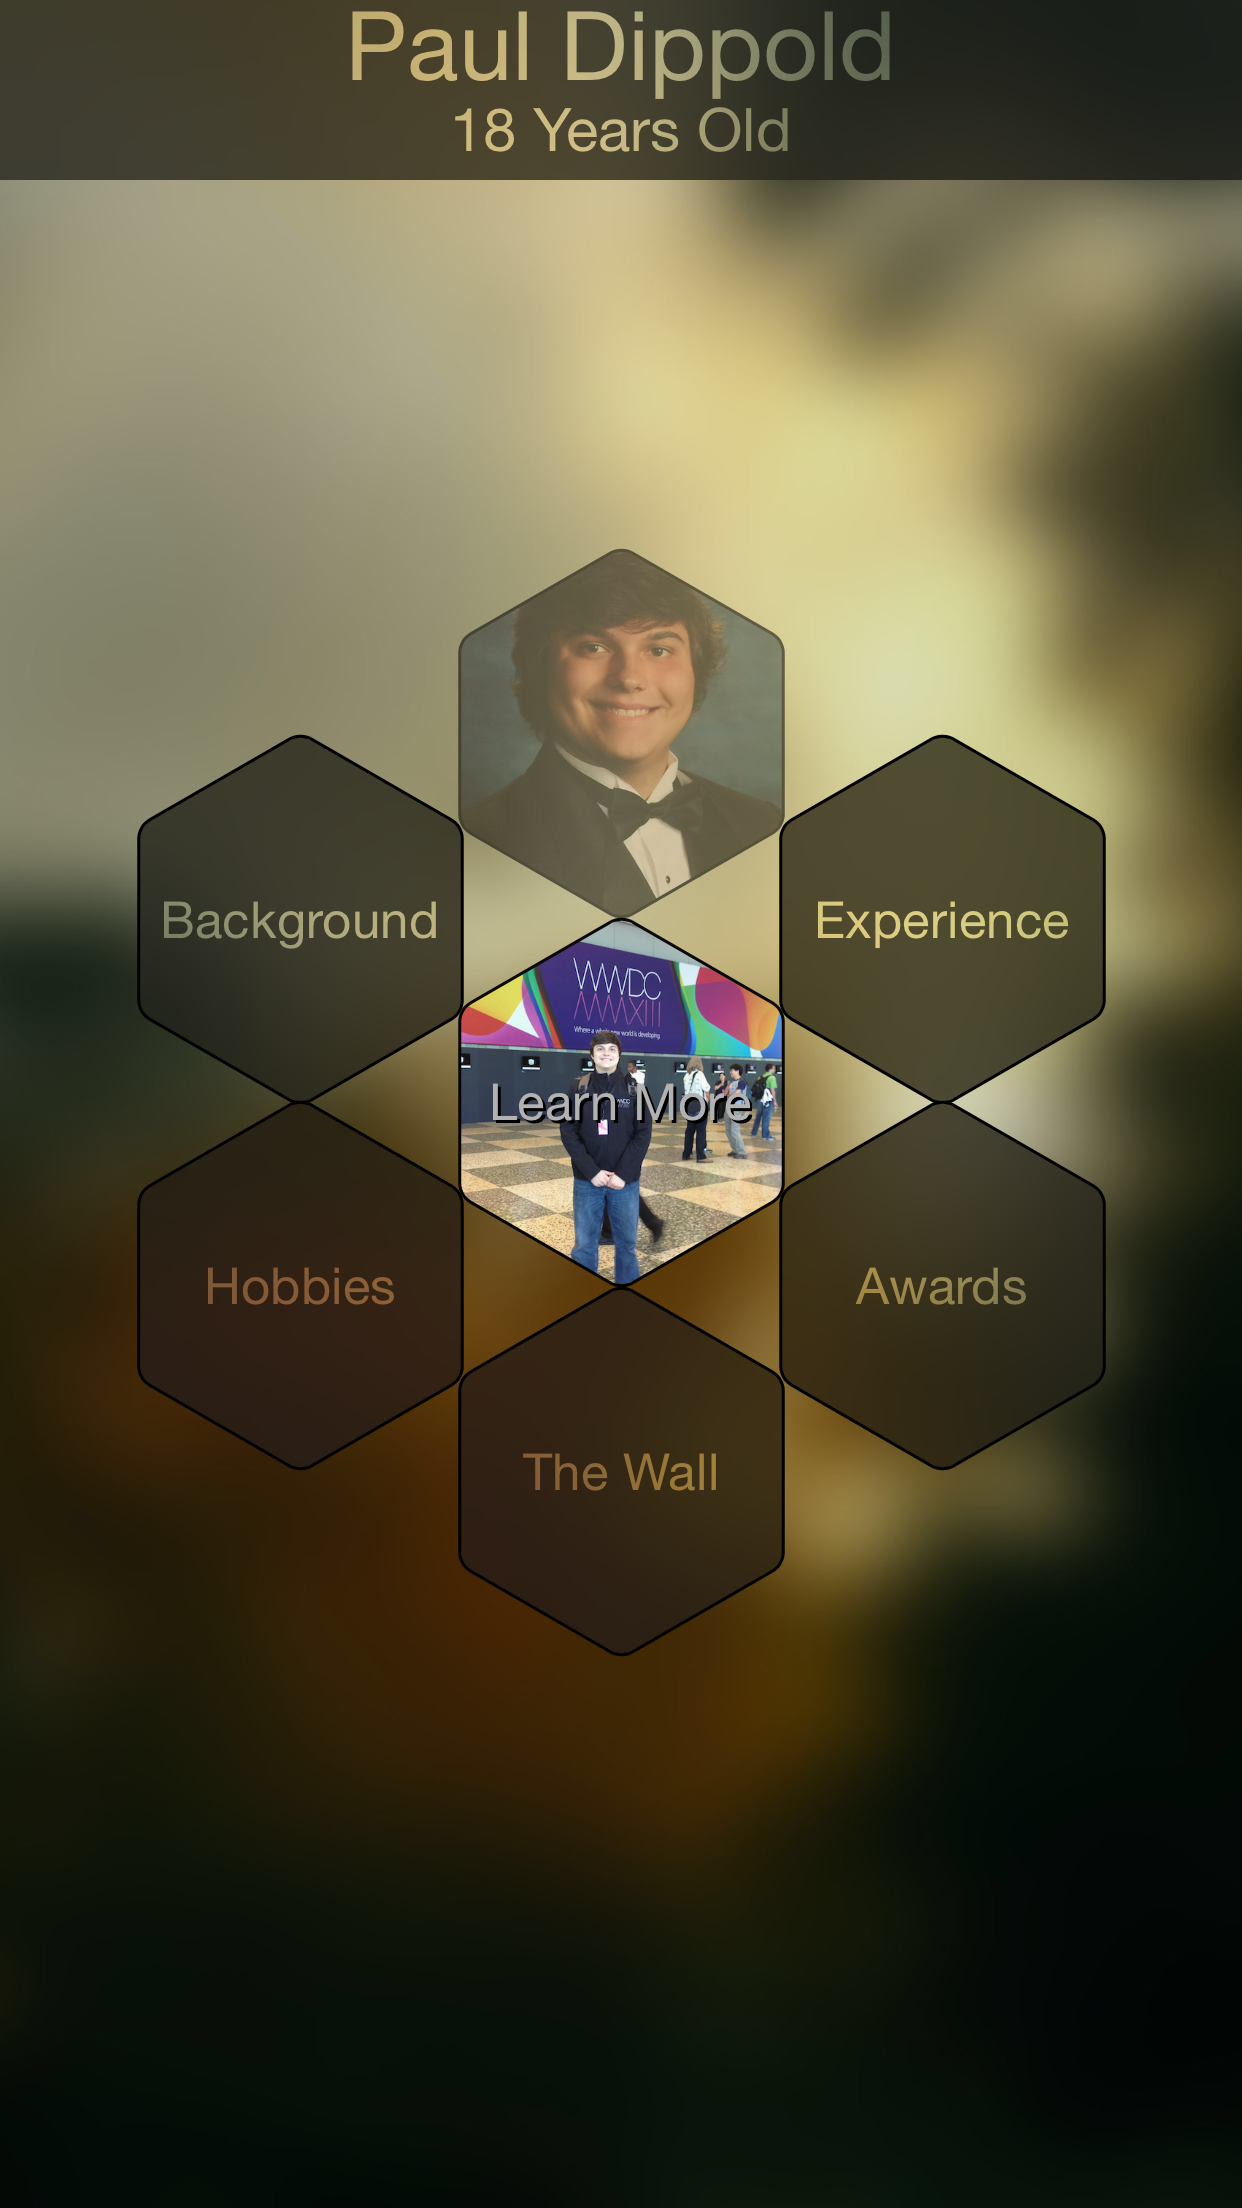 Paul Dippold
18 Years Old
Background
Experience
WWDC
MMXIII
Where a whole new world is developing
Learn More
Hobbies
Awards
The Wall